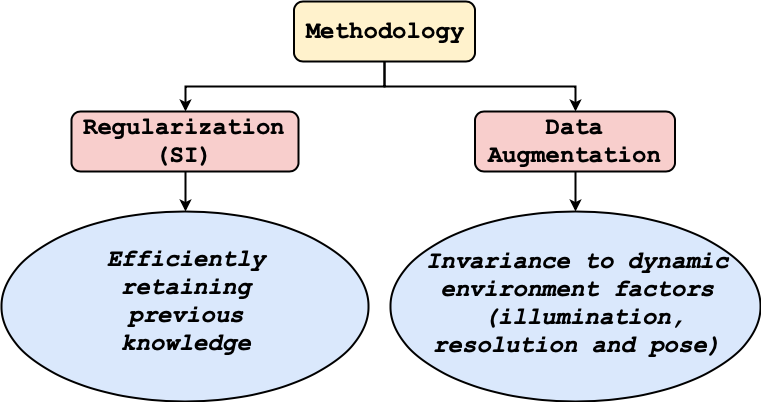 Methodology
Regularization
(SI)
Data
Augmentation
Efficiently
retaining
previous
knowledge
Invariance to dynamic
environment factors
(illumination,
resolution and pose)